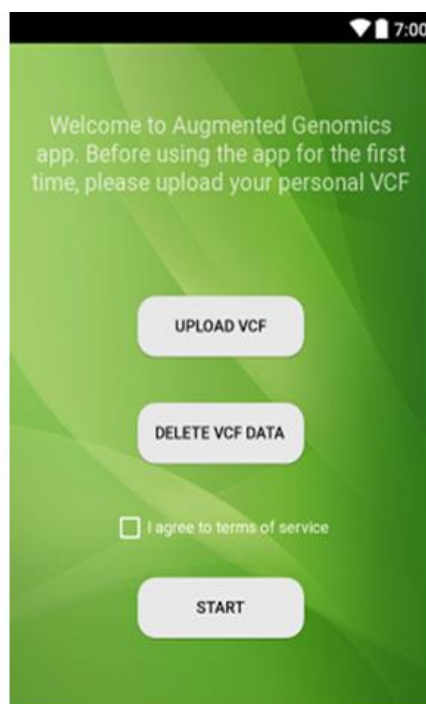 7:00
Welcome to Augmented Genomics
app. Before using the app for the first
time, please upload your personal VCF
UPLOAD VCF
DELETE VCF DATA
I agree to terms of service
START